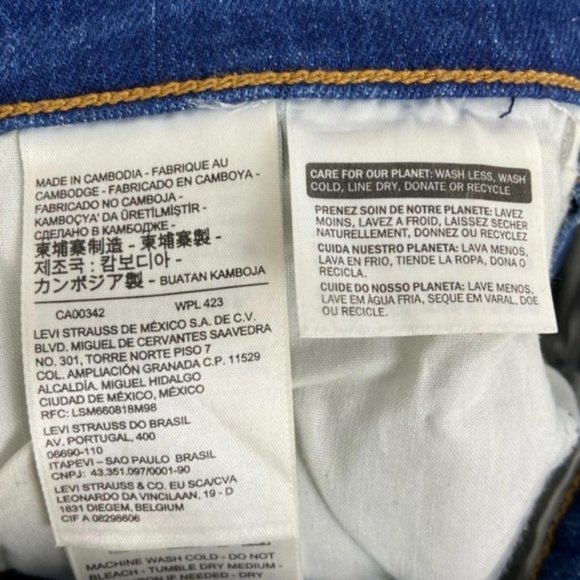 MADE IN CAMBODIA - FABRIQUE AU
CAMBODGE - FABRICADO EN CAMBOYA -
FABRICADO NO CAMBOJA -
KAMBOÇYA' DA ÜRETİLMİŞTİR -
СДЕЛАНО В КАМБОДЖЕ -
柬埔寨制造 - 柬埔寨製 -
제조국 : 캄보디아 -
カンボジア製 - BUATAN KAMBOJA
CA00342 WPL 423
LEVI STRAUSS DE MÉXICO S.A. DE C.V.
BLVD. MIGUEL DE CERVANTES SAAVEDRA
NO. 301, TORRE NORTE PISO 7
COL. AMPLIACIÓN GRANADA C.P. 11529
ALCALDÍA. MIGUEL HIDALGO
CIUDAD DE MÉXICO, MÉXICO
RFC: LSM660818M98
LEVI STRAUSS DO BRASIL
AV. PORTUGAL, 400
06690-110
ITAPEVI – SAO PAULO BRASIL
CNPJ: 43.351.097/0001-90
LEVI STRAUSS & CO. EU SCA/CVA
LEONARDO DA VINCILAAN, 19 - D
1831 DIEGEM, BELGIUM
CIF A 08298606
MACHINE WASH COLD - DO NOT
BLEACH - TUMBLE DRY MEDIUM -
IF NEEDED - DRY
CARE FOR OUR PLANET: WASH LESS, WASH
COLD, LINE DRY, DONATE OR RECYCLE
PRENEZ SOIN DE NOTRE PLANETE: LAVEZ
MOINS, LAVEZ A FROID, LAISSEZ SECHER
NATURELLEMENT, DONNEZ OU RECYCLEZ
CUIDA NUESTRO PLANETA: LAVA MENOS,
LAVA EN FRIO, TIENDE LA ROPA, DONA O
RECICLA.
CUIDE DO NOSSO PLANETA: LAVE MENOS,
LAVE EM ÁGUA FRIA, SEQUE EM VARAL, DOE
OU RECICLE.